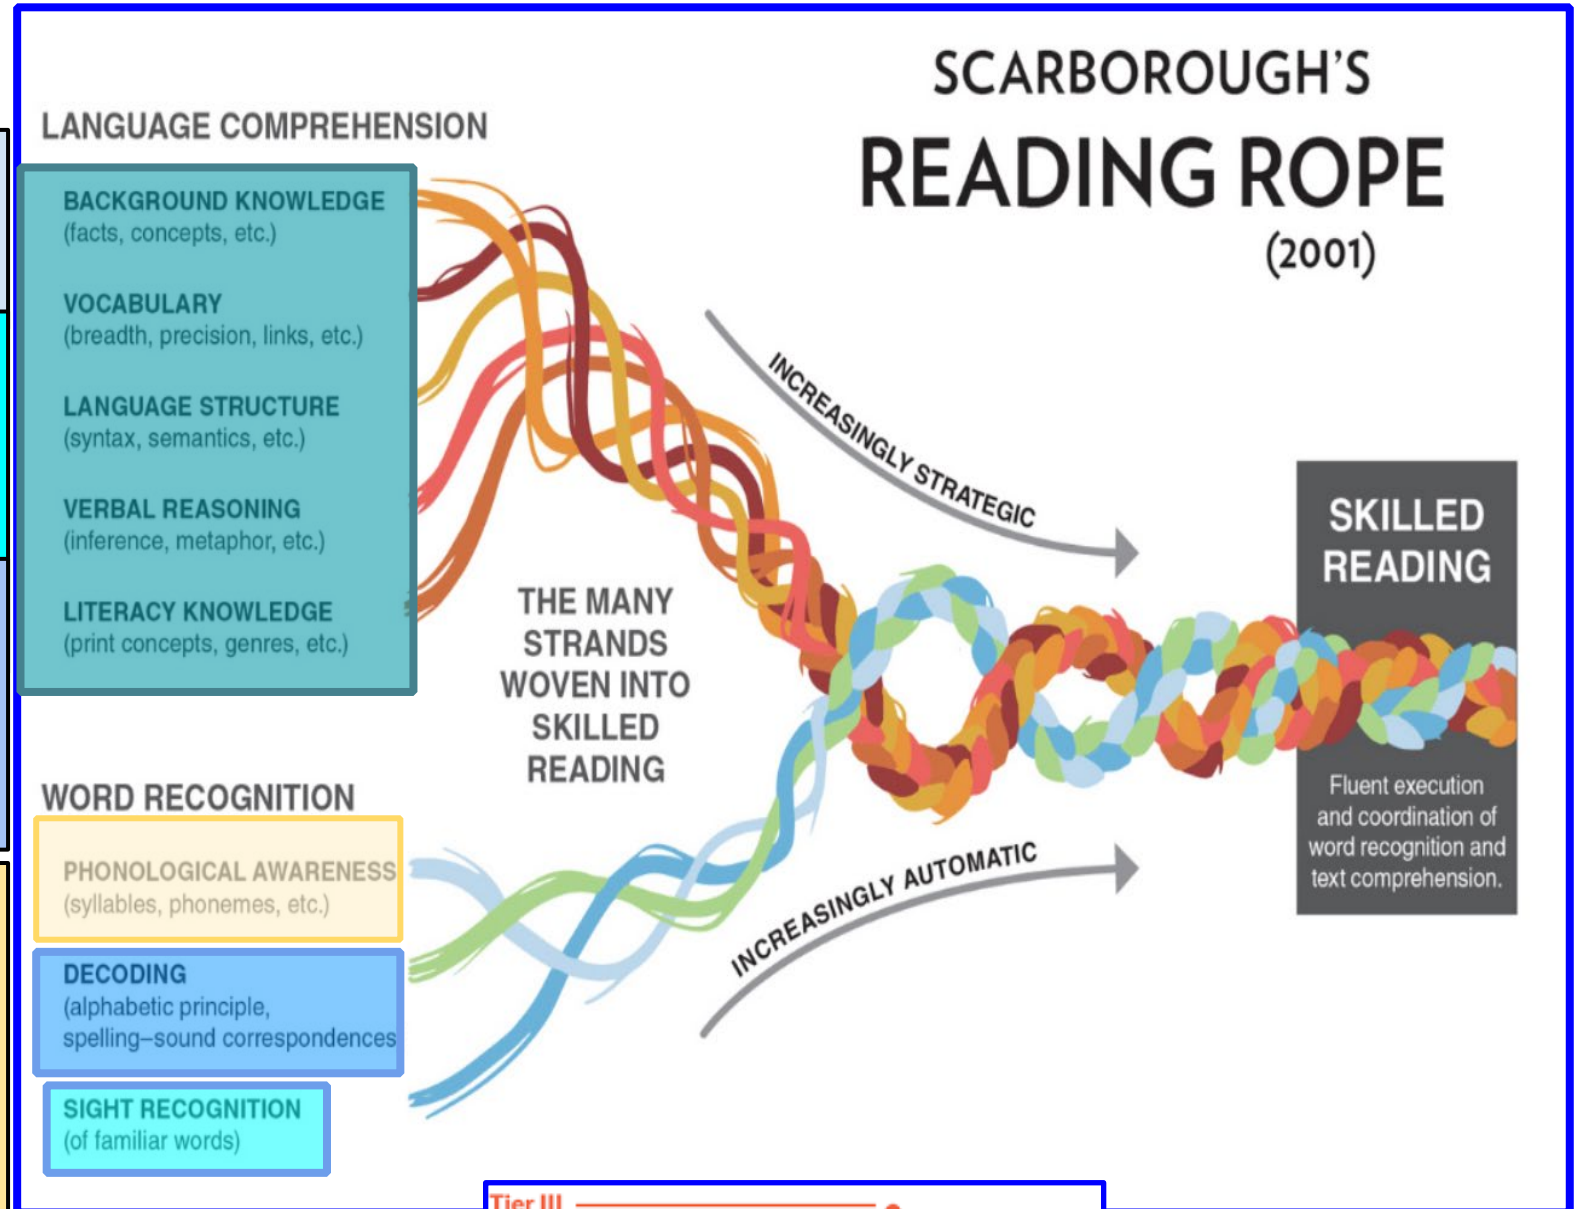 SCARBOROUGH'S
READING ROPE
(2001)
LANGUAGE COMPREHENSION
BACKGROUND KNOWLEDGE
(facts, concepts, etc.)
VOCABULARY
(breadth, precision, links, etc.)
LANGUAGE STRUCTURE
(syntax, semantics, etc.)
VERBAL REASONING
(inference, metaphor, etc.)
LITERACY KNOWLEDGE
(print concepts, genres, etc.)
WORD RECOGNITION
PHONOLOGICAL AWARENESS
(syllables, phonemes, etc.)
DECODING
(alphabetic principle,
spelling–sound correspondences
SIGHT RECOGNITION
(of familiar words)
THE MANY
STRANDS
WOVEN INTO
SKILLED
READING
INCREASINGLY STRATEGIC
INCREASINGLY AUTOMATIC
SKILLED
READING
Fluent execution
and coordination of
word recognition and
text comprehension.
Tier III